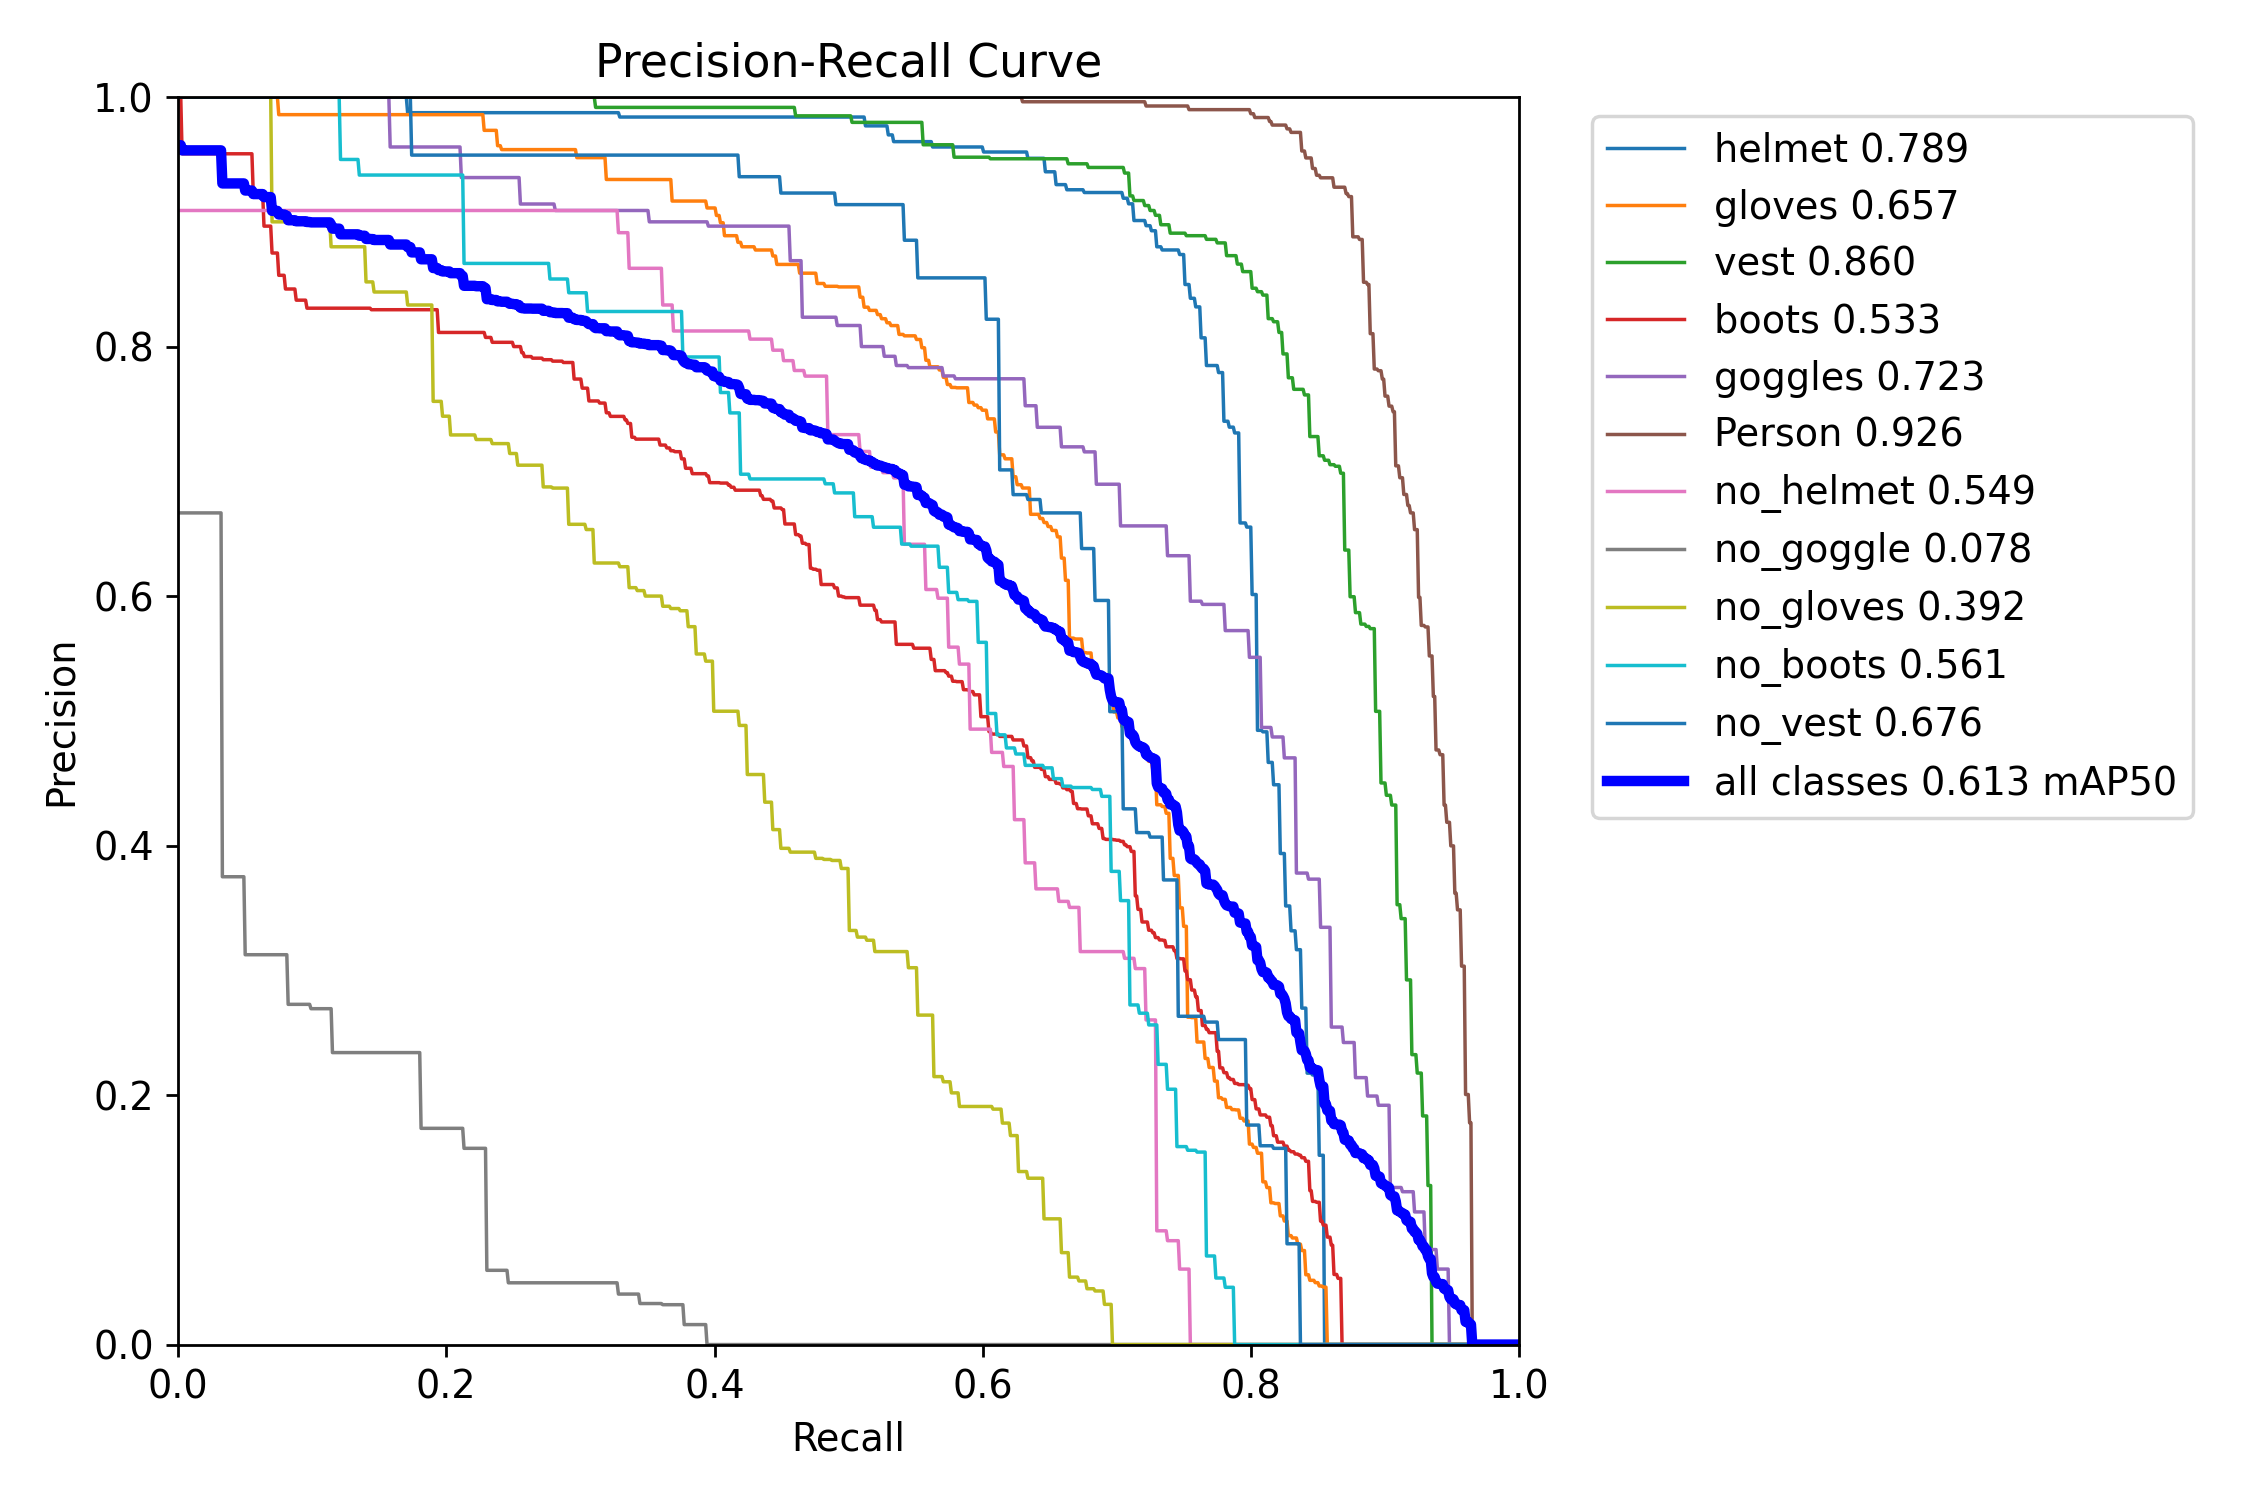 Precision-Recall Curve
1.0
0.8
0.6
0.4
0.2
0.0
Precision
0.0 0.2 0.4 0.6 0.8 1.0
Recall
helmet 0.789
gloves 0.657
vest 0.860
boots 0.533
goggles 0.723
Person 0.926
no_helmet 0.549
no_goggle 0.078
no_gloves 0.392
no_boots 0.561
no_vest 0.676
all classes 0.613 mAP50